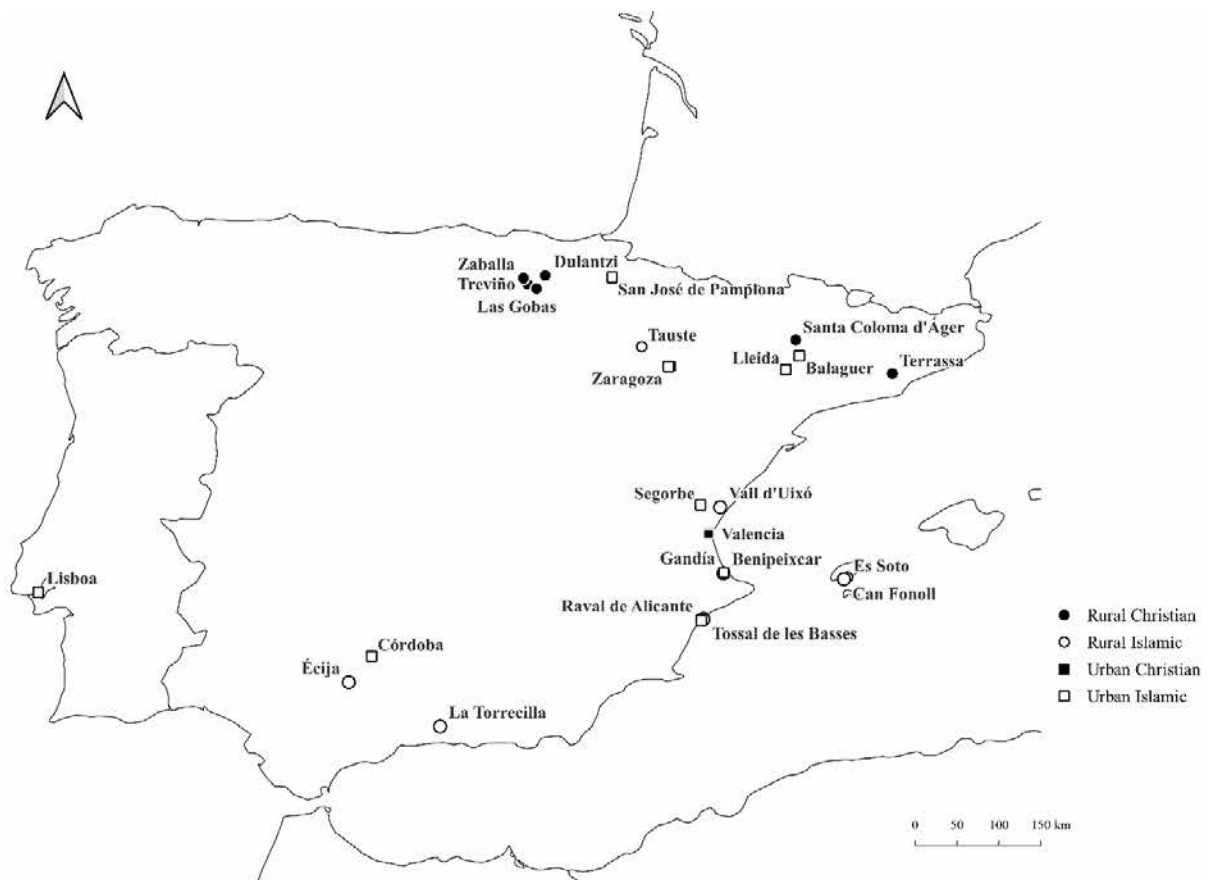 Zaballa
Dulantzi
Treviño
San José de Pamplona
Las Gobas
Tauste
Santa Coloma d'Áger
Lleida
Balaguer
Terrassa
Zaragoza
Segorbe
Vall d'Uixó
Valencia
Gandía
Benipeixcar
Es Soto
Lisboa
Can Fonoll
Raval de Alicante
Tossal de les Basses
Córdoba
Écija
La Torrecilla
Rural Christian
Rural Islamic
Urban Christian
Urban Islamic
0 50 100 150 km